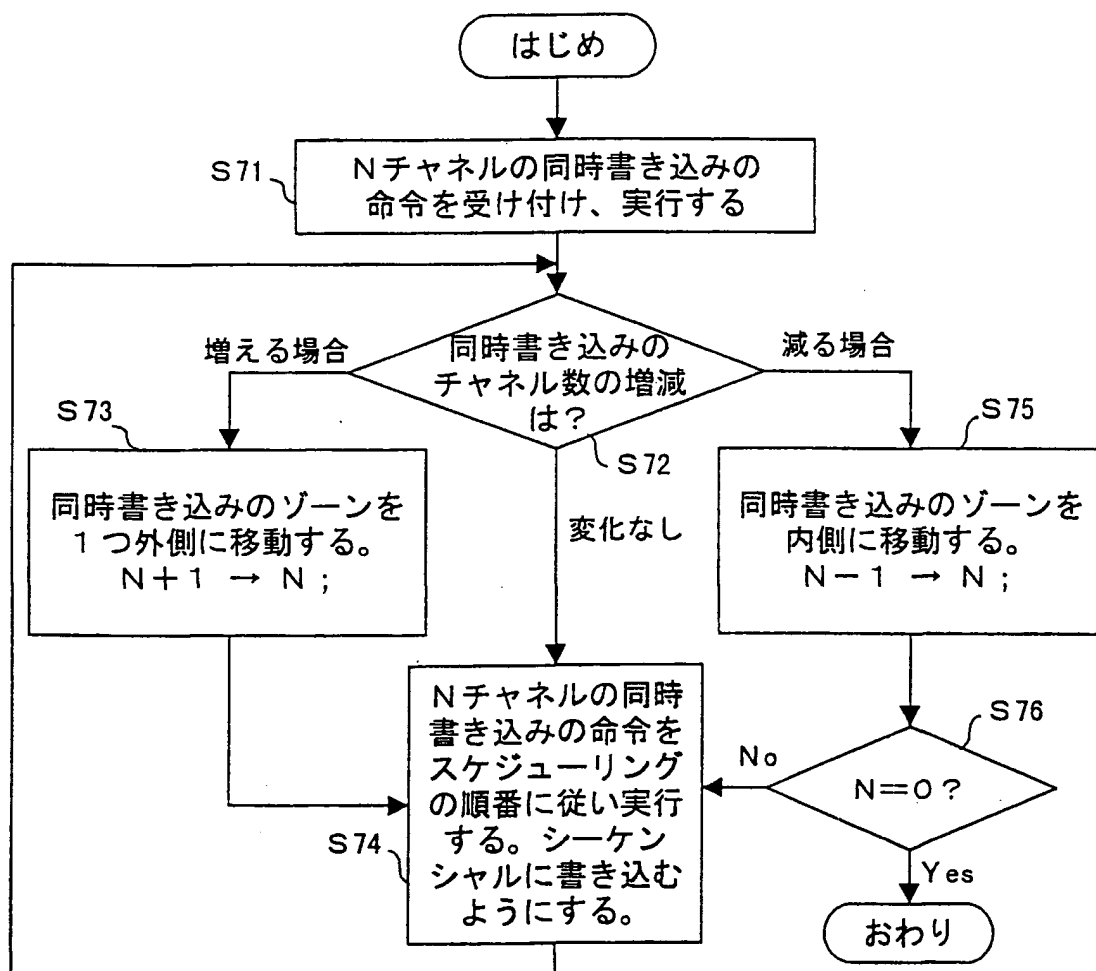 はじめ
S71
Nチャネルの同時書き込みの
命令を受け付け、実行する
増える場合
同時書き込みの
チャネル数の増減
は?
減る場合
S72
変化なし
S73
同時書き込みのゾーンを
1つ外側に移動する。
N+1 → N ;
S75
同時書き込みのゾーンを
内側に移動する。
N−1 → N ;
S74
Nチャネルの同時
書き込みの命令を
スケジューリング
の順番に従い実行
する。シーケン
シャルに書き込む
ようにする。
S76
N==0?
No
Yes
おわり